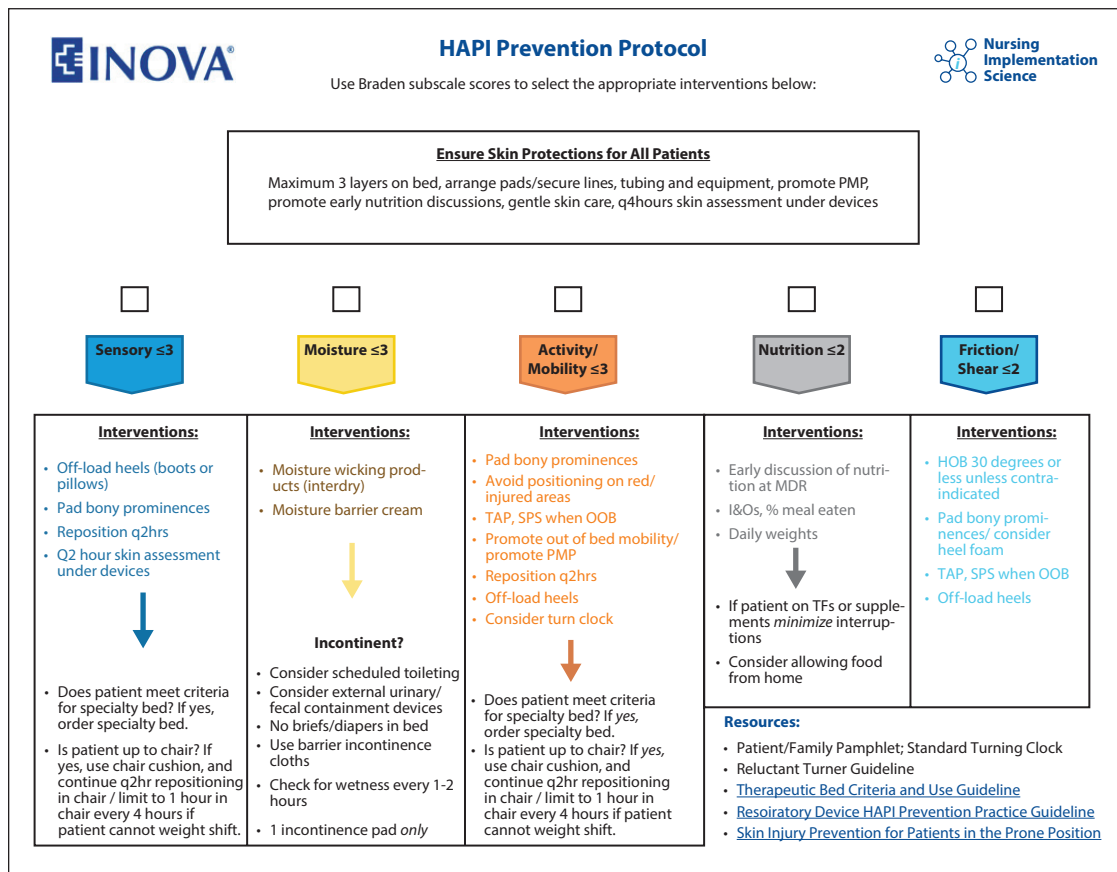 INOVA®
HAPI Prevention Protocol
Nursing
Implementation
Science
i
Use Braden subscale scores to select the appropriate interventions below:
Ensure Skin Protections for All Patients
Maximum 3 layers on bed, arrange pads/secure lines, tubing and equipment, promote PMP,
promote early nutrition discussions, gentle skin care, q4hours skin assessment under devices
Sensory ≤3
Interventions:
• Off-load heels (boots or
pillows)
• Pad bony prominences
• Reposition q2hrs
• Q2 hour skin assessment
under devices
• Does patient meet criteria
for specialty bed? If yes,
order specialty bed.
• Is patient up to chair? If
yes, use chair cushion, and
continue q2hr repositioning
in chair / limit to 1 hour in
chair every 4 hours if
patient cannot weight shift.
Moisture ≤3
Interventions:
• Moisture wicking prod-
ucts (interdry)
• Moisture barrier cream
Incontinent?
• Consider scheduled toileting
• Consider external urinary/
fecal containment devices
• No briefs/diapers in bed
• Use barrier incontinence
cloths
• Check for wetness every 1-2
hours
• 1 incontinence pad only
Activity/
Mobility ≤3
Interventions:
• Pad bony prominences
• Avoid positioning on red/
injured areas
• TAP, SPS when OOB
• Promote out of bed mobility/
promote PMP
• Reposition q2hrs
• Off-load heels
• Consider turn clock
• Does patient meet criteria
for specialty bed? If yes,
order specialty bed.
• Is patient up to chair? If yes,
use chair cushion, and
continue q2hr repositioning
in chair / limit to 1 hour in
chair every 4 hours if patient
cannot weight shift.
Nutrition ≤2
Interventions:
• Early discussion of nutri-
tion at MDR
• I&Os, % meal eaten
• Daily weights
• If patient on TFs or supple-
ments minimize interrup-
tions
• Consider allowing food
from home
Friction/
Shear ≤2
Interventions:
• HOB 30 degrees or
less unless contra-
indicated
• Pad bony promi-
nences/ consider
heel foam
• TAP, SPS when OOB
• Off-load heels
Resources:
• Patient/Family Pamphlet; Standard Turning Clock
• Reluctant Turner Guideline
• Therapeutic Bed Criteria and Use Guideline
• Resoiratory Device HAPI Prevention Practice Guideline
• Skin Injury Prevention for Patients in the Prone Position